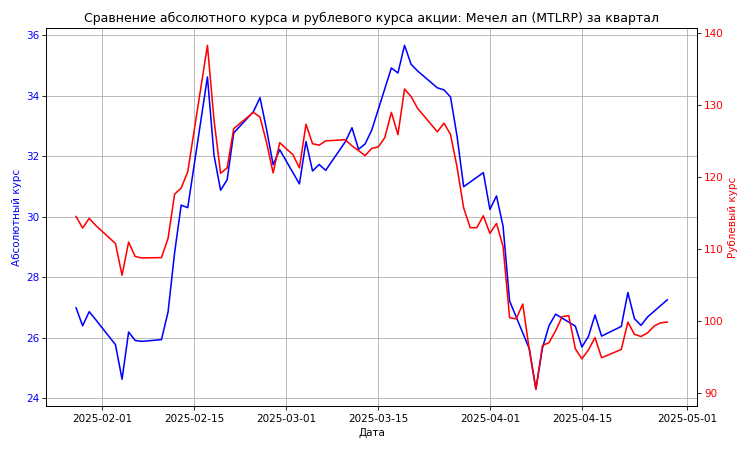 Сравнение абсолютного курса и рублевого курса акции: Мечел ап (MTLRP) за квартал
36
34
32
30
28
26
24
Абсолютный курс
140
130
120
110
100
90
Рублевый курс
2025-02-01 2025-02-15 2025-03-01 2025-03-15 2025-04-01 2025-04-15 2025-05-01
Дата